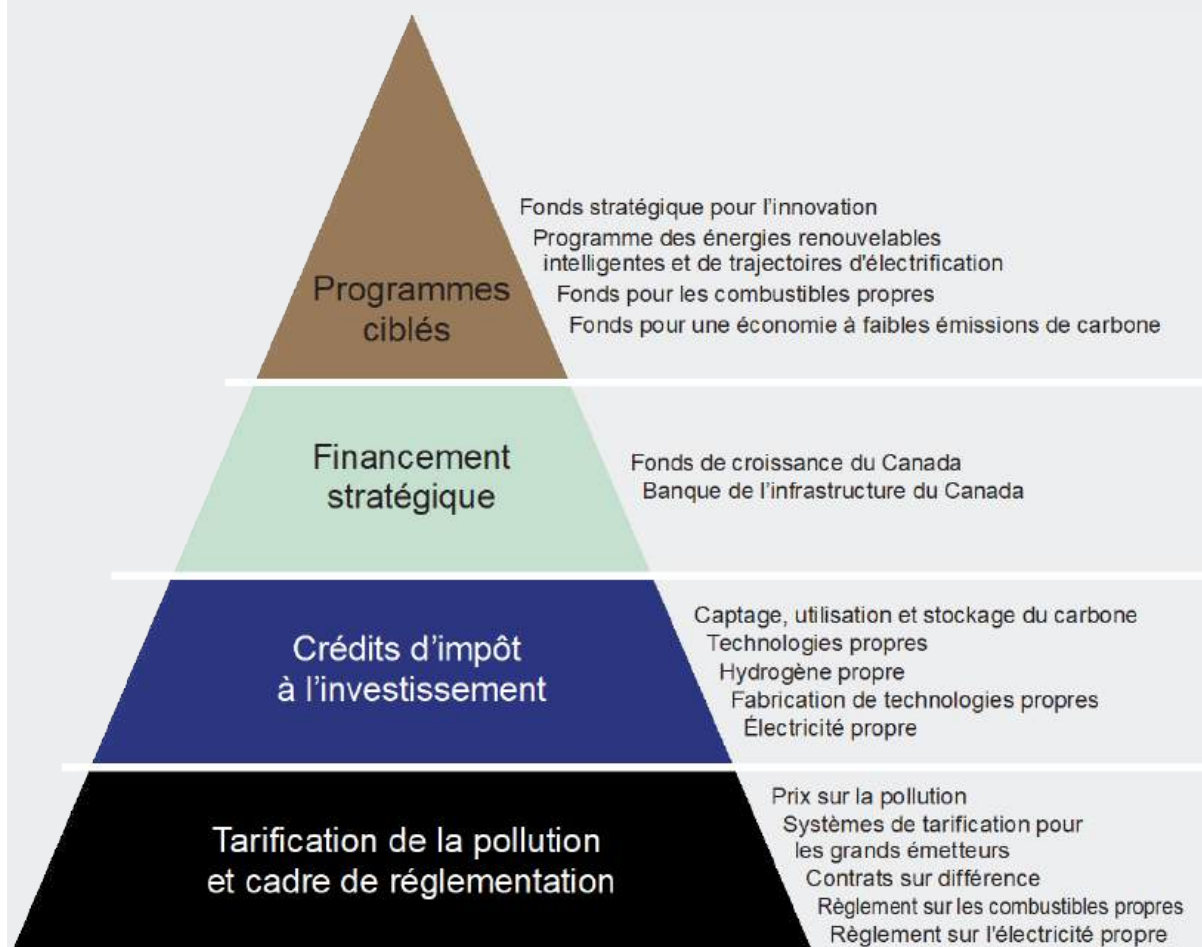 Fonds stratégique pour l'innovation
Programme des énergies renouvelables
intelligentes et de trajectoires d'électrification
Programmes
ciblés
Fonds pour les combustibles propres
Fonds pour une économie à faibles émissions de carbone
Financement
stratégique
Fonds de croissance du Canada
Banque de l'infrastructure du Canada
Crédits d'impôt
à l'investissement
Captage, utilisation et stockage du carbone
Technologies propres
Hydrogène propre
Fabrication de technologies propres
Électricité propre
Tarification de la pollution
et cadre de réglementation
Prix sur la pollution
Systèmes de tarification pour
les grands émetteurs
Contrats sur différence
Règlement sur les combustibles propres
Règlement sur l'électricité propre